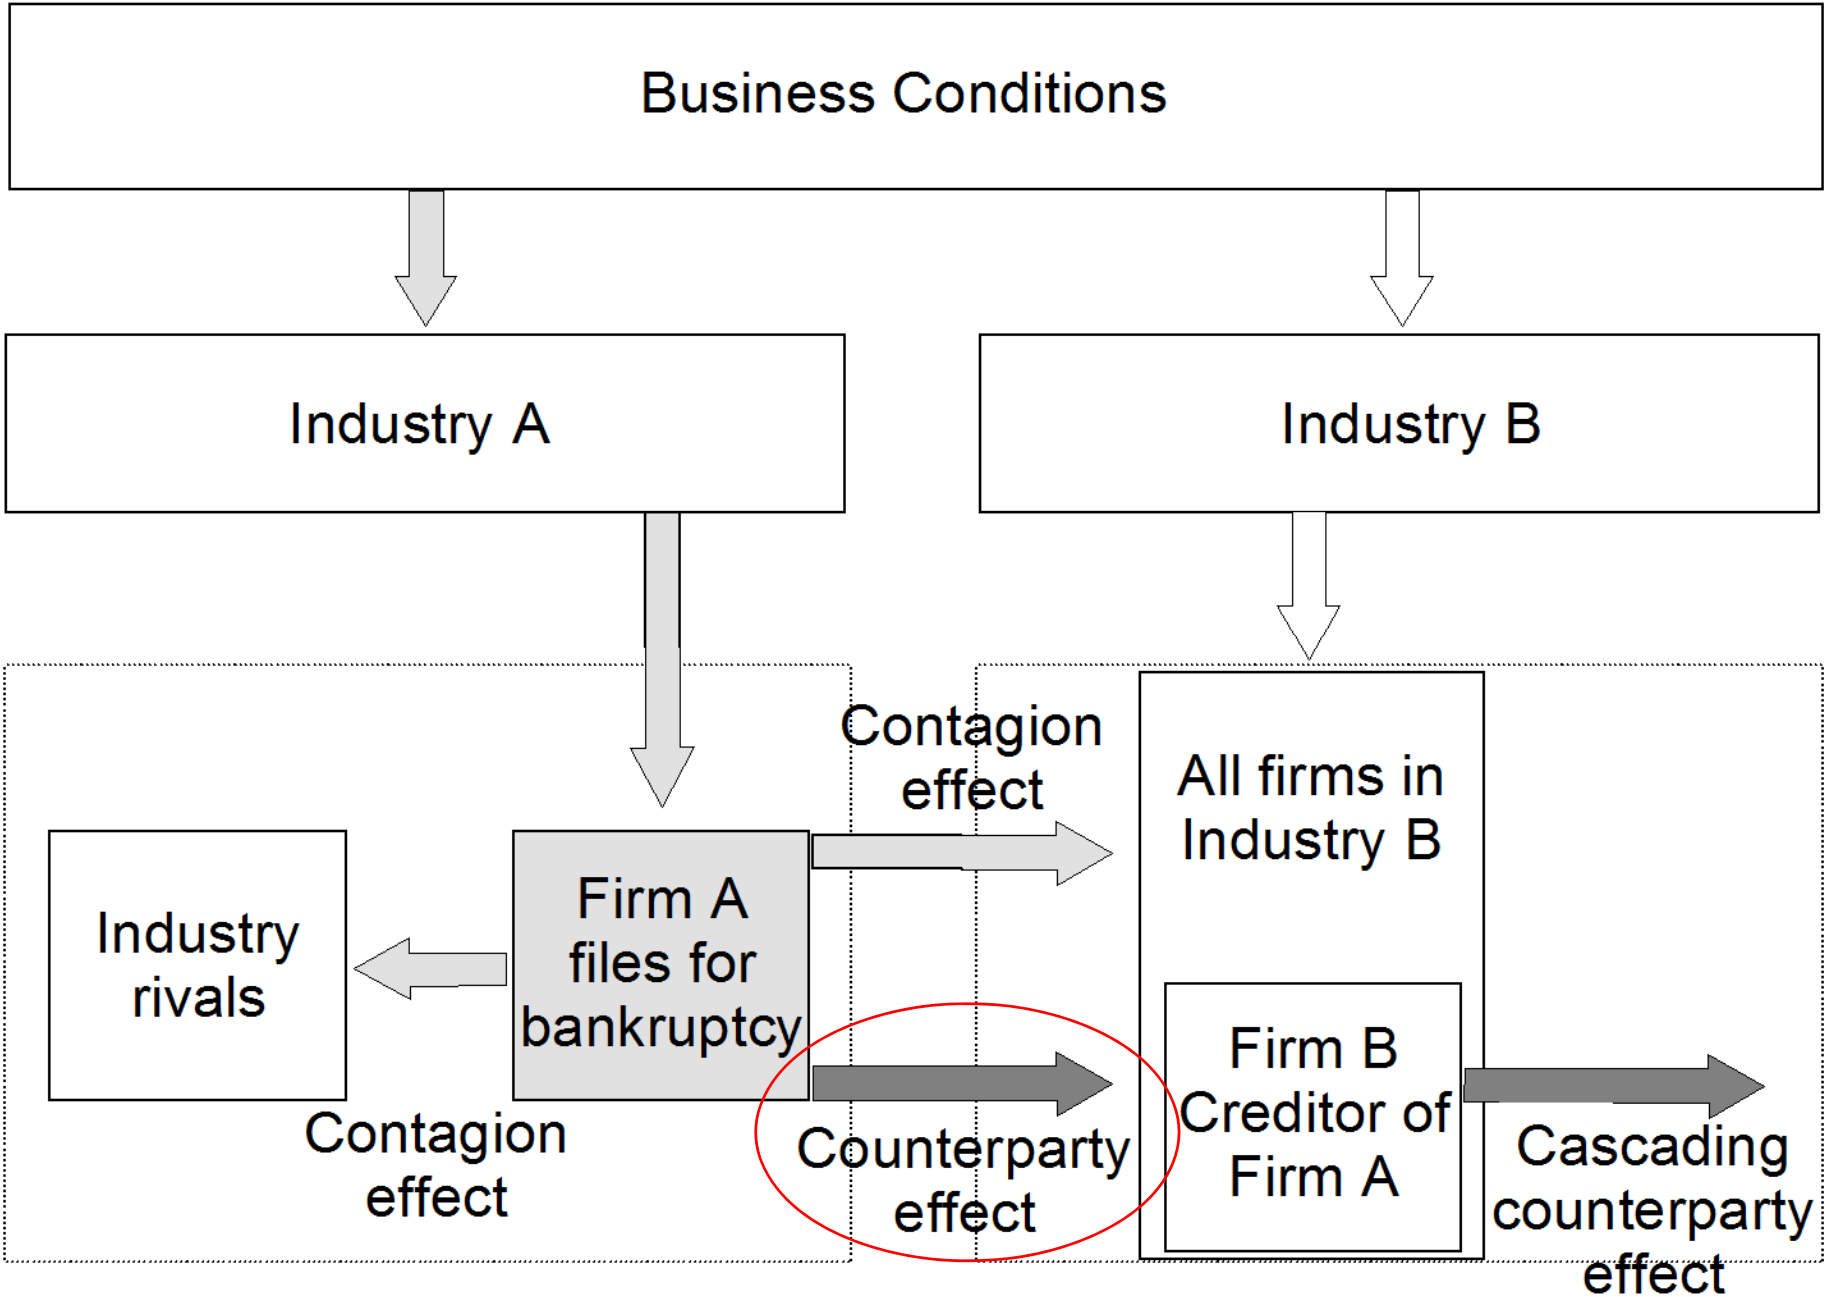 Business Conditions
Industry A
Industry B
Contagion
effect
All firms in
Industry B
Industry
rivals
Firm A
files for
bankruptcy
Contagion
effect
Counterparty
effect
Firm B
Creditor of
Firm A
Cascading
counterparty
effect